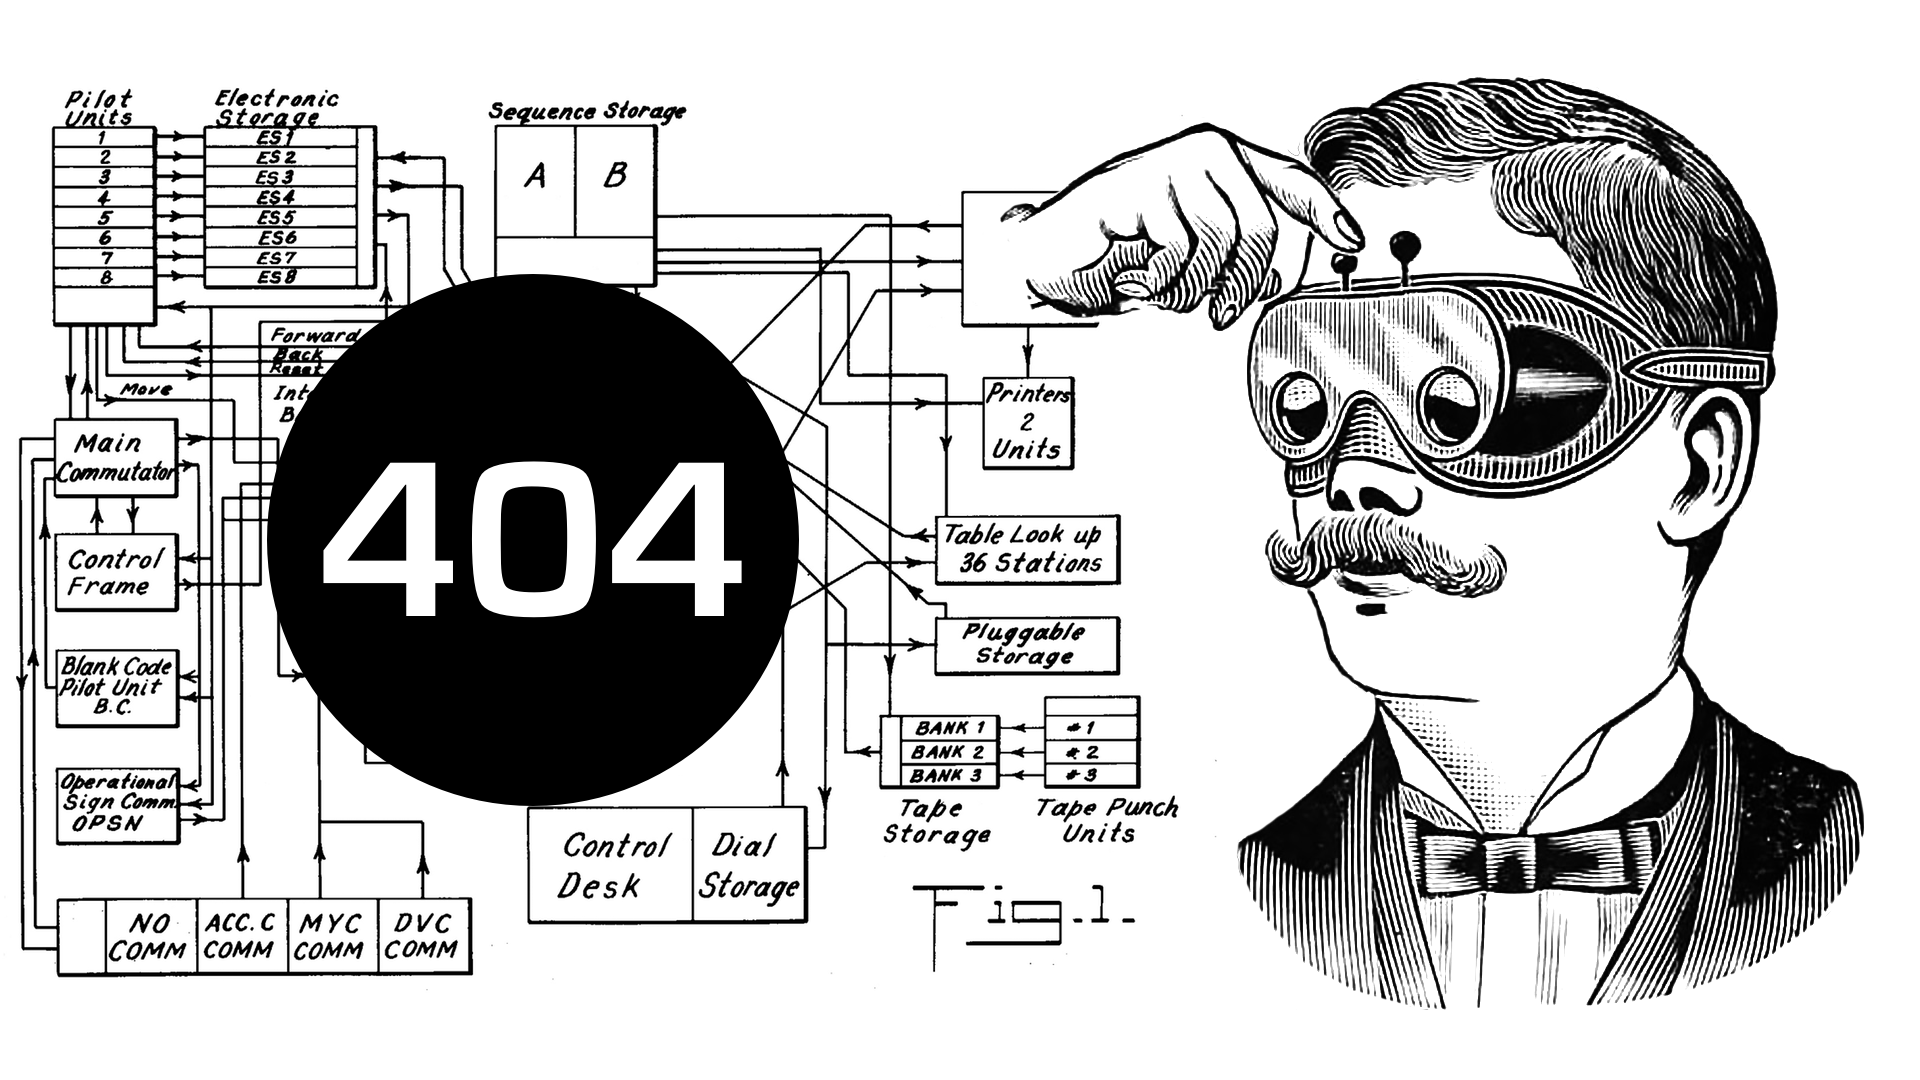 Pilot
Units
1
2
3
4
5
6
7
8
Electronic
Storage
ES1
ES2
ES3
ES4
ES5
ES6
ES7
ES8
Sequence Storage
A B
Forward
Back
Reset
Move
Main
Commutator
Control
Frame
Blank Code
Pilot Unit
B.C.
Operational
Sign Comm.
OPSN
NO
COMM
ACC. C
COMM
MYC
COMM
DVC
COMM
404
Control
Desk
Dial
Storage
Printers
2
Units
Table Look up
36 Stations
Pluggable
Storage
BANK 1
BANK 2
BANK 3
#1
#2
#3
Tape
Storage
Tape Punch
Units
Fig. 1.